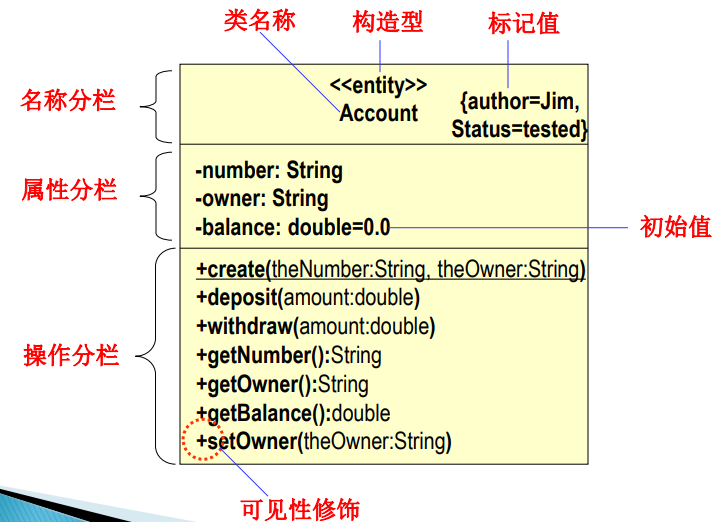 类名称
构造型
标记值
名称分栏
<<entity>>
Account
{author=Jim,
Status=tested}
属性分栏
-number: String
-owner: String
-balance: double=0.0
初始值
操作分栏
+create(theNumber:String, theOwner:String)
+deposit(amount:double)
+withdraw(amount:double)
+getNumber():String
+getOwner():String
+getBalance():double
+setOwner(theOwner:String)
可见性修饰